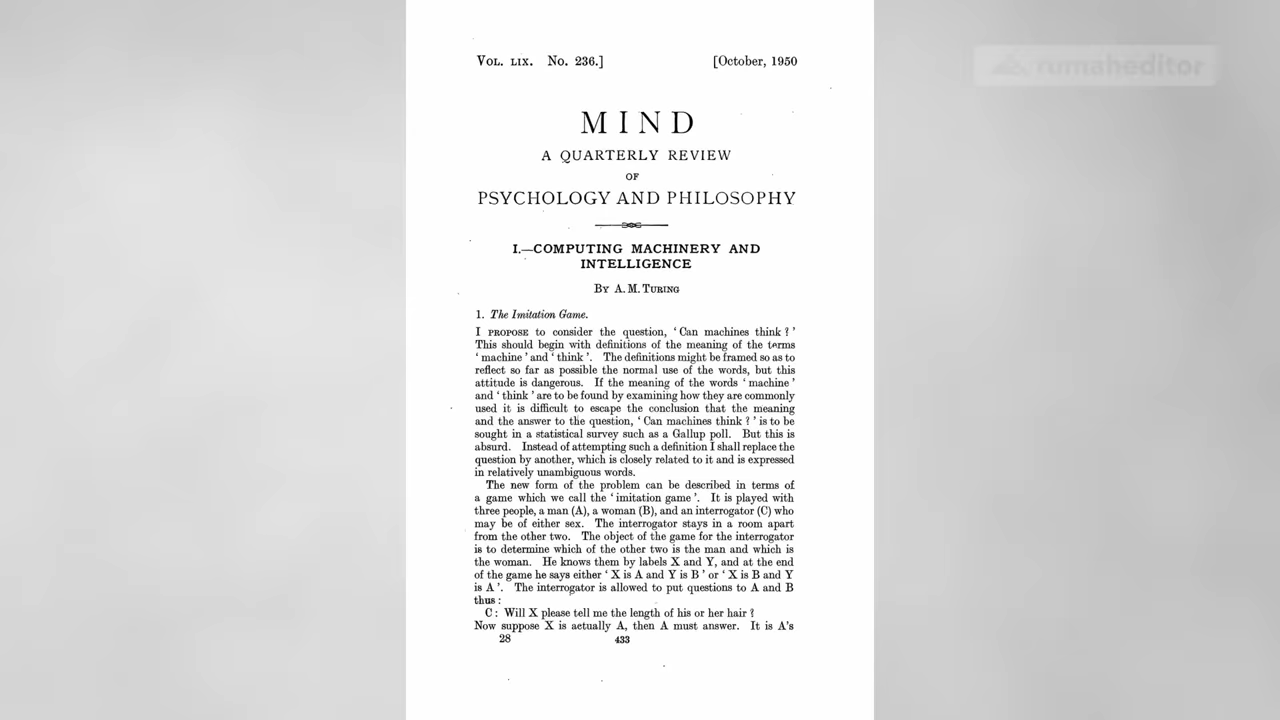 VOL. LIX. No. 236.] [October, 1950
rumaheditor
MIND
A QUARTERLY REVIEW
OF
PSYCHOLOGY AND PHILOSOPHY
I.—COMPUTING MACHINERY AND
INTELLIGENCE
BY A. M. TURING
1. The Imitation Game.
I PROPOSE to consider the question, ‘ Can machines think ? ’
This should begin with definitions of the meaning of the terms
‘ machine ’ and ‘ think ’. The definitions might be framed so as to
reflect so far as possible the normal use of the words, but this
attitude is dangerous. If the meaning of the words ‘ machine ’
and ‘ think ’ are to be found by examining how they are commonly
used it is difficult to escape the conclusion that the meaning
and the answer to the question, ‘ Can machines think ? ’ is to be
sought in a statistical survey such as a Gallup poll. But this is
absurd. Instead of attempting such a definition I shall replace the
question by another, which is closely related to it and is expressed
in relatively unambiguous words.
The new form of the problem can be described in terms of
a game which we call the ‘ imitation game ’. It is played with
three people, a man (A), a woman (B), and an interrogator (C) who
may be of either sex. The interrogator stays in a room apart
from the other two. The object of the game for the interrogator
is to determine which of the other two is the man and which is
the woman. He knows them by labels X and Y, and at the end
of the game he says either ‘ X is A and Y is B ’ or ‘ X is B and Y
is A ’. The interrogator is allowed to put questions to A and B
thus :
C : Will X please tell me the length of his or her hair ?
Now suppose X is actually A, then A must answer. It is A's
28 433